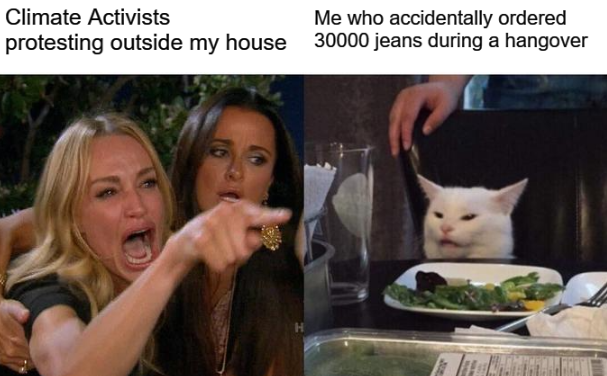 Climate Activists
protesting outside my house
Me who accidentally ordered
30000 jeans during a hangover